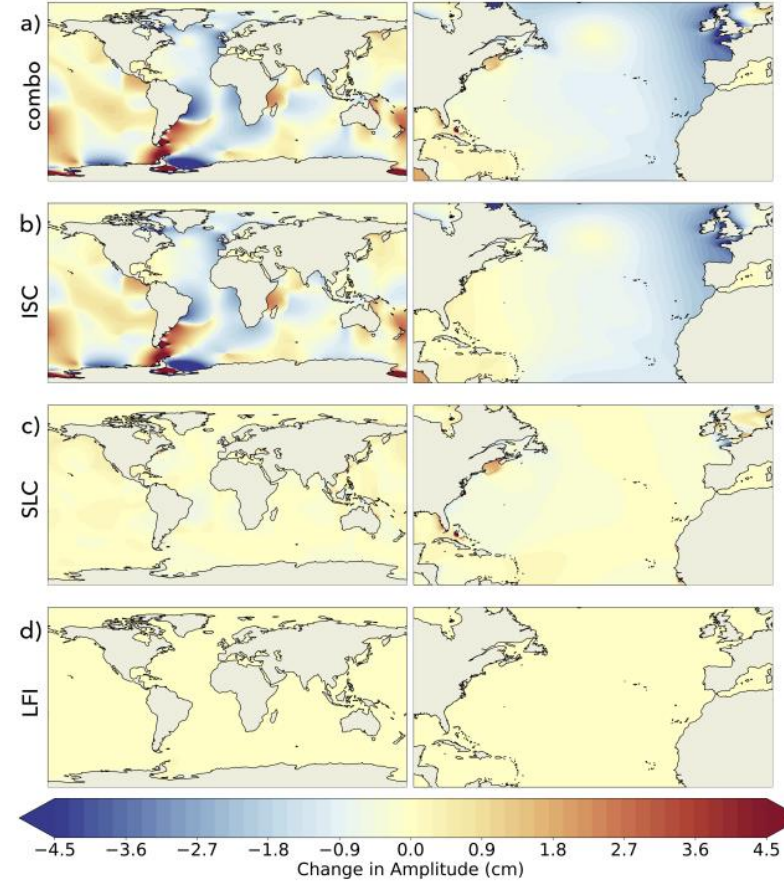 a)
combo
b)
ISC
c)
SLC
d)
LFI
−4.5 −3.6 −2.7 −1.8 −0.9 0.0 0.9 1.8 2.7 3.6 4.5
Change in Amplitude (cm)